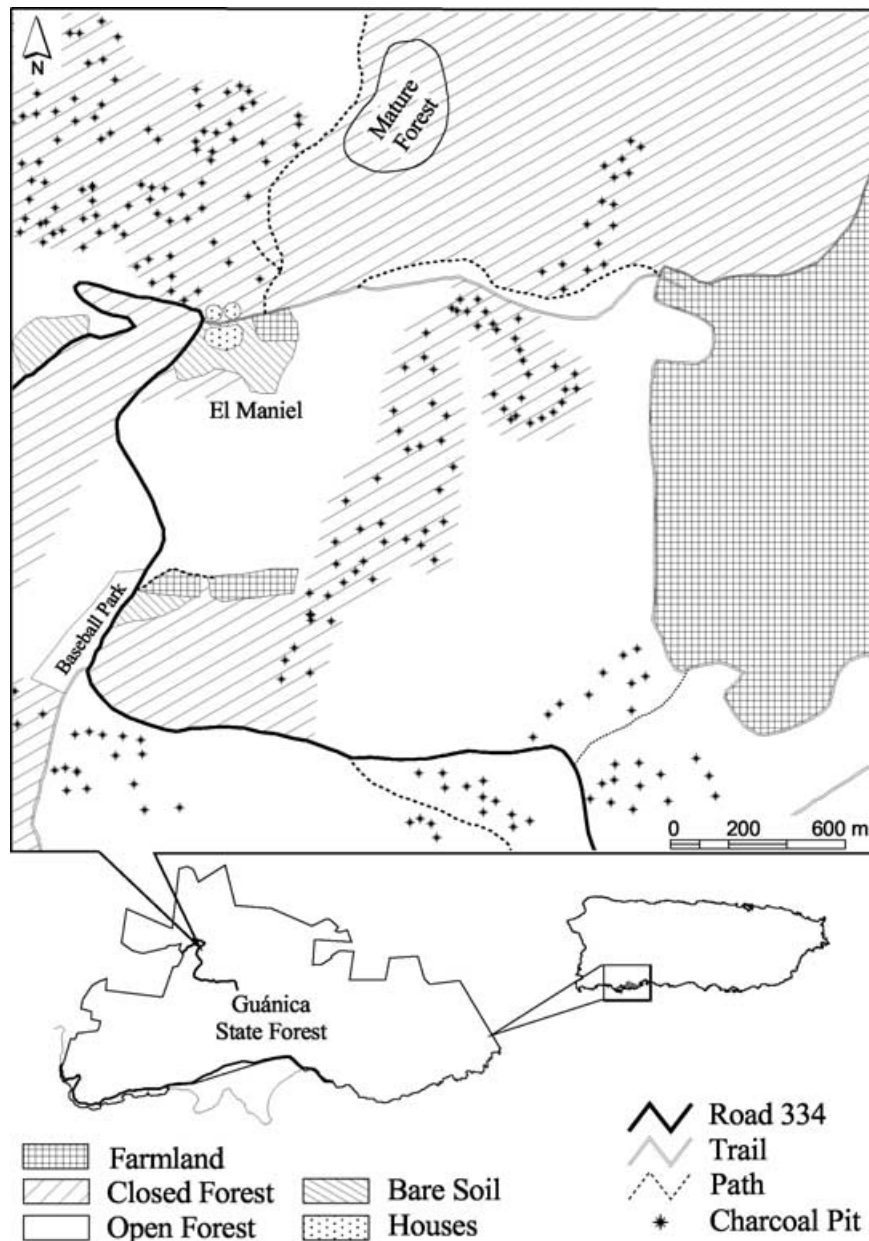 N
Mature
Forest
El Maniel
Baseball Park
0 200 600 m
Guánica
State Forest
Farmland
Closed Forest
Open Forest
Bare Soil
Houses
Road 334
Trail
Path
Charcoal Pit